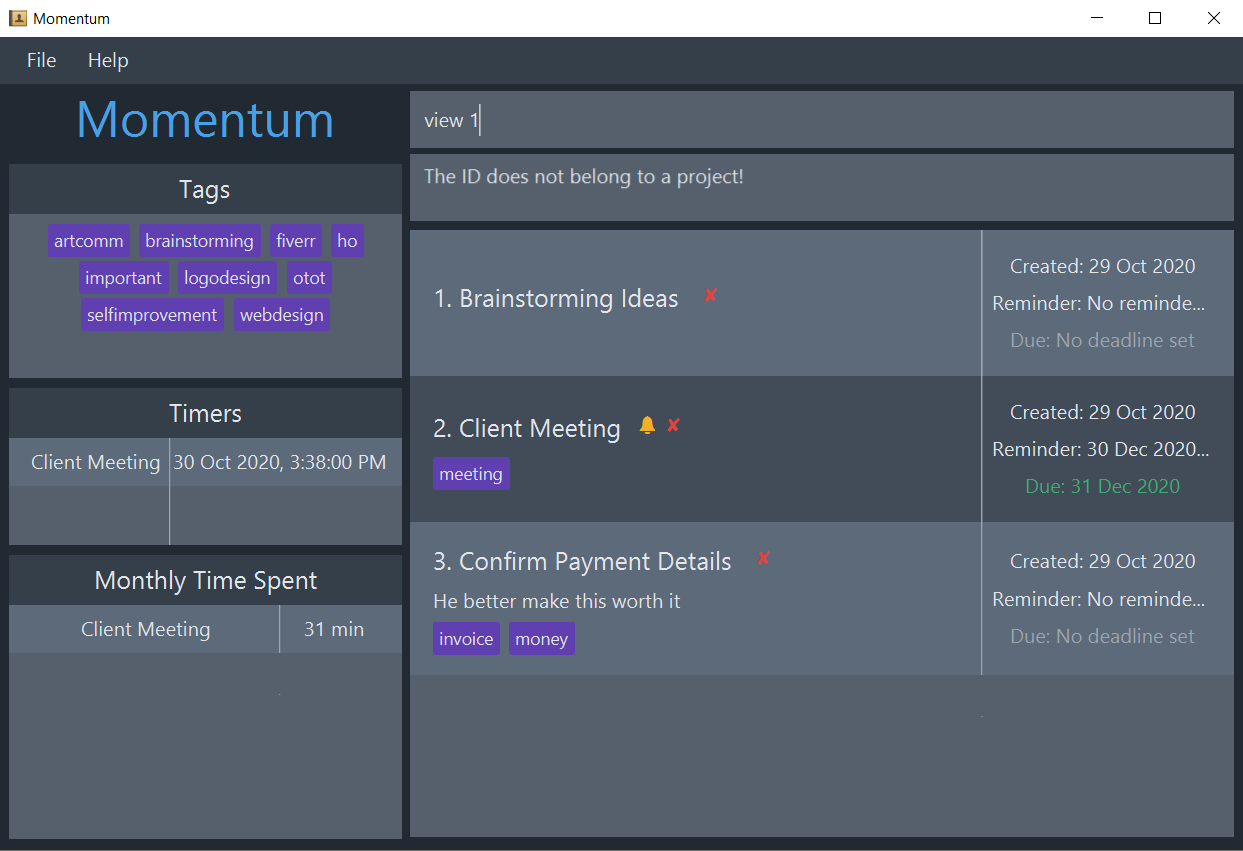 Momentum
File Help
Momentum
Tags
artcomm brainstorming fiverr ho
important logodesign otot
selfimprovement webdesign
Timers
Client Meeting 30 Oct 2020, 3:38:00 PM
Monthly Time Spent
Client Meeting 31 min
view 1
The ID does not belong to a project!
1. Brainstorming Ideas ✘
Created: 29 Oct 2020
Reminder: No reminde...
Due: No deadline set
2. Client Meeting 🔔 ✘
meeting
Created: 29 Oct 2020
Reminder: 30 Dec 2020...
Due: 31 Dec 2020
3. Confirm Payment Details ✘
He better make this worth it
invoice money
Created: 29 Oct 2020
Reminder: No reminde...
Due: No deadline set